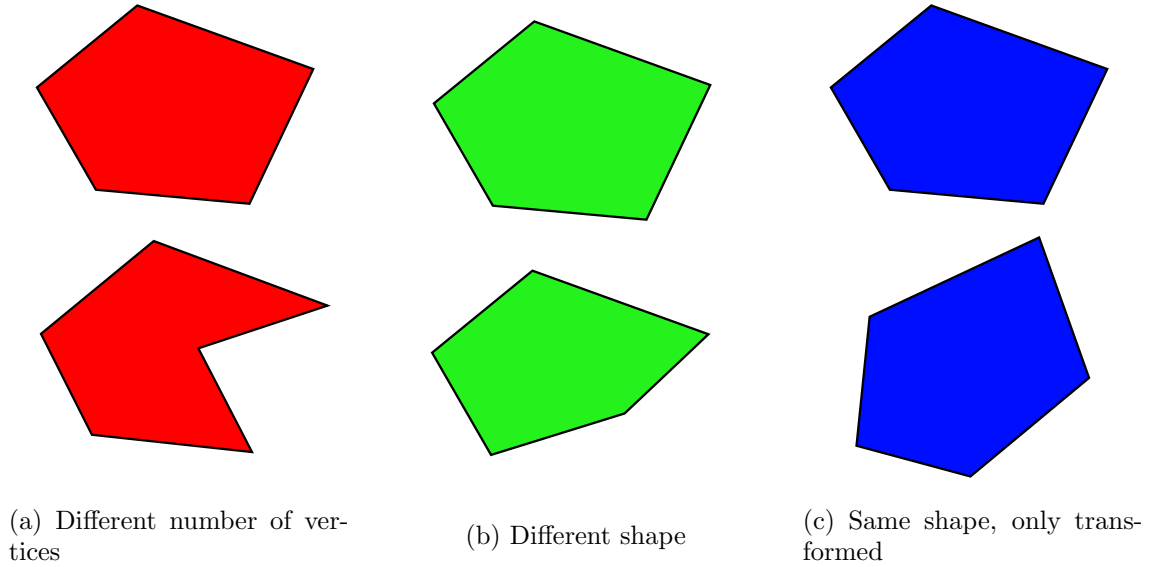 (a) Different number of ver-
tices
(b) Different shape
(c) Same shape, only trans-
formed